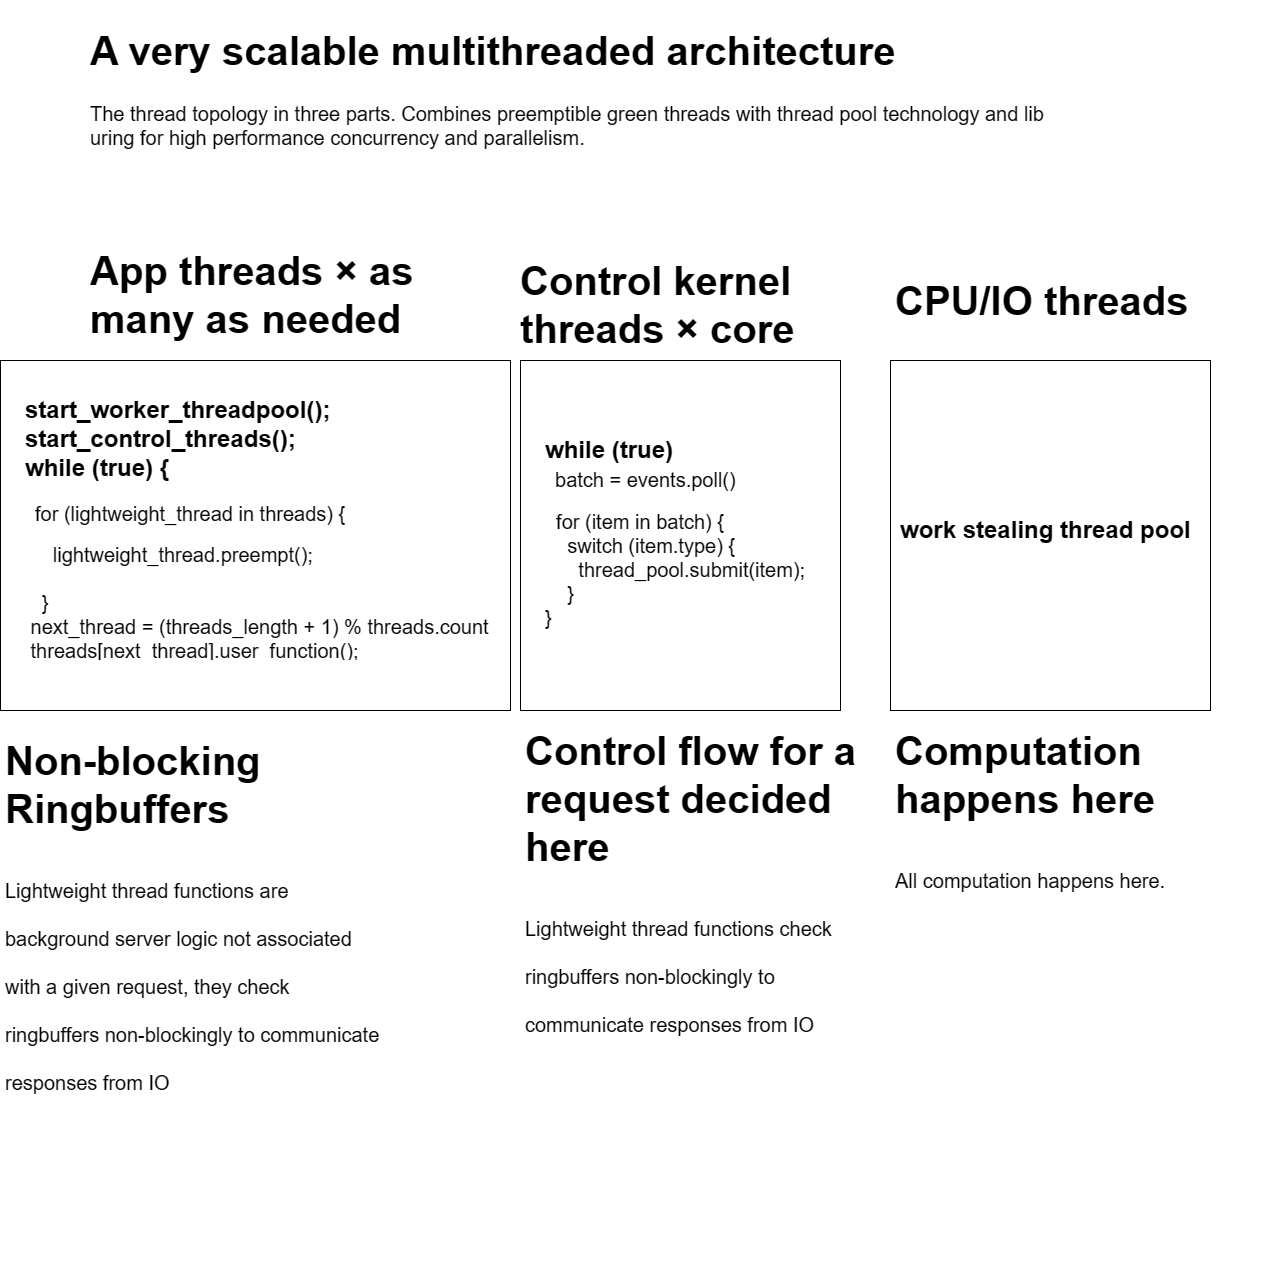 A very scalable multithreaded architecture
The thread topology in three parts. Combines preemptible green threads with thread pool technology and lib
uring for high performance concurrency and parallelism.
App threads × as
many as needed
start_worker_threadpool();
start_control_threads();
while (true) {
for (lightweight_thread in threads) {
lightweight_thread.preempt();
}
next_thread = (threads_length + 1) % threads.count
threads[next_thread].user_function();
Non-blocking
Ringbuffers
Lightweight thread functions are
background server logic not associated
with a given request, they check
ringbuffers non-blockingly to communicate
responses from IO
Control kernel
threads × core
while (true)
batch = events.poll()
for (item in batch) {
switch (item.type) {
thread_pool.submit(item);
}
}
Control flow for a
request decided
here
Lightweight thread functions check
ringbuffers non-blockingly to
communicate responses from IO
CPU/IO threads
work stealing thread pool
Computation
happens here
All computation happens here.